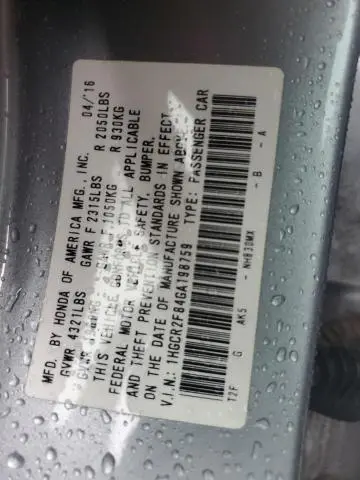 MFD. BY HONDA OF AMERICA MFG., INC. 04/'16
GVWR 4321LBS GAWR F 2315LBS R 2050LBS
GVWR F 1050KG R 930KG
THIS VEHICLE TO ALL APPLICABLE
FEDERAL MOTOR VEHICLE SAFETY, BUMPER,
AND THEFT PREVENTION STANDARDS IN EFFECT
ON THE DATE OF MANUFACTURE SHOWN ABOVE.
V.I.N.: 1HGCR2F84GA198759 TYPE: PASSENGER CAR
T2F G AK5 - NH830MX - B - A